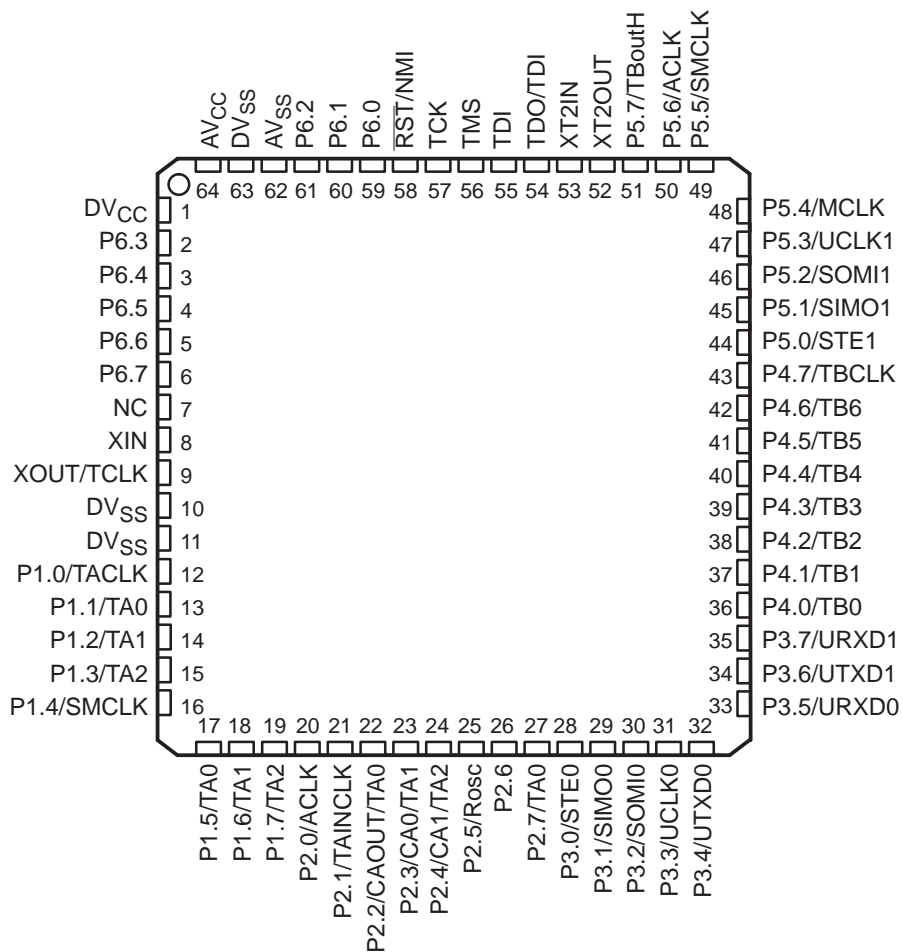 AVCC
DVSS
AVSS
P6.2
P6.1
P6.0
RST/NMI
TCK
TMS
TDI
TDO/TDI
XT2IN
XT2OUT
P5.7/TBoutH
P5.6/ACLK
P5.5/SMCLK
64 63 62 61 60 59 58 57 56 55 54 53 52 51 50 49
DVCC 1
P6.3 2
P6.4 3
P6.5 4
P6.6 5
P6.7 6
NC 7
XIN 8
XOUT/TCLK 9
DVSS 10
DVSS 11
P1.0/TACLK 12
P1.1/TA0 13
P1.2/TA1 14
P1.3/TA2 15
P1.4/SMCLK 16
48 P5.4/MCLK
47 P5.3/UCLK1
46 P5.2/SOMI1
45 P5.1/SIMO1
44 P5.0/STE1
43 P4.7/TBCLK
42 P4.6/TB6
41 P4.5/TB5
40 P4.4/TB4
39 P4.3/TB3
38 P4.2/TB2
37 P4.1/TB1
36 P4.0/TB0
35 P3.7/URXD1
34 P3.6/UTXD1
33 P3.5/URXD0
17 18 19 20 21 22 23 24 25 26 27 28 29 30 31 32
P1.5/TA0
P1.6/TA1
P1.7/TA2
P2.0/ACLK
P2.1/TAINCLK
P2.2/CAOUT/TA0
P2.3/CA0/TA1
P2.4/CA1/TA2
P2.5/Rosc
P2.6
P2.7/TA0
P3.0/STE0
P3.1/SIMO0
P3.2/SOMI0
P3.3/UCLK0
P3.4/UTXD0